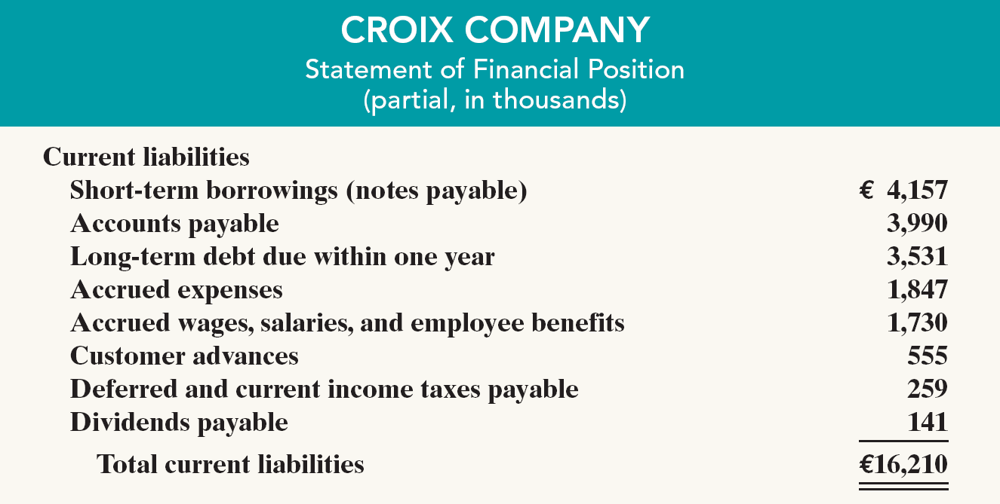 CROIX COMPANY
Statement of Financial Position
(partial, in thousands)
Current liabilities
Short-term borrowings (notes payable) € 4,157
Accounts payable 3,990
Long-term debt due within one year 3,531
Accrued expenses 1,847
Accrued wages, salaries, and employee benefits 1,730
Customer advances 555
Deferred and current income taxes payable 259
Dividends payable 141
Total current liabilities €16,210